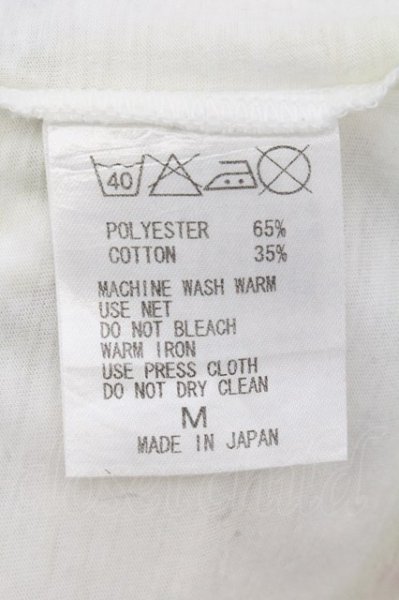 40
POLYESTER 65%
COTTON 35%
MACHINE WASH WARM
USE NET
DO NOT BLEACH
WARM IRON
USE PRESS CLOTH
DO NOT DRY CLEAN
M
MADE IN JAPAN